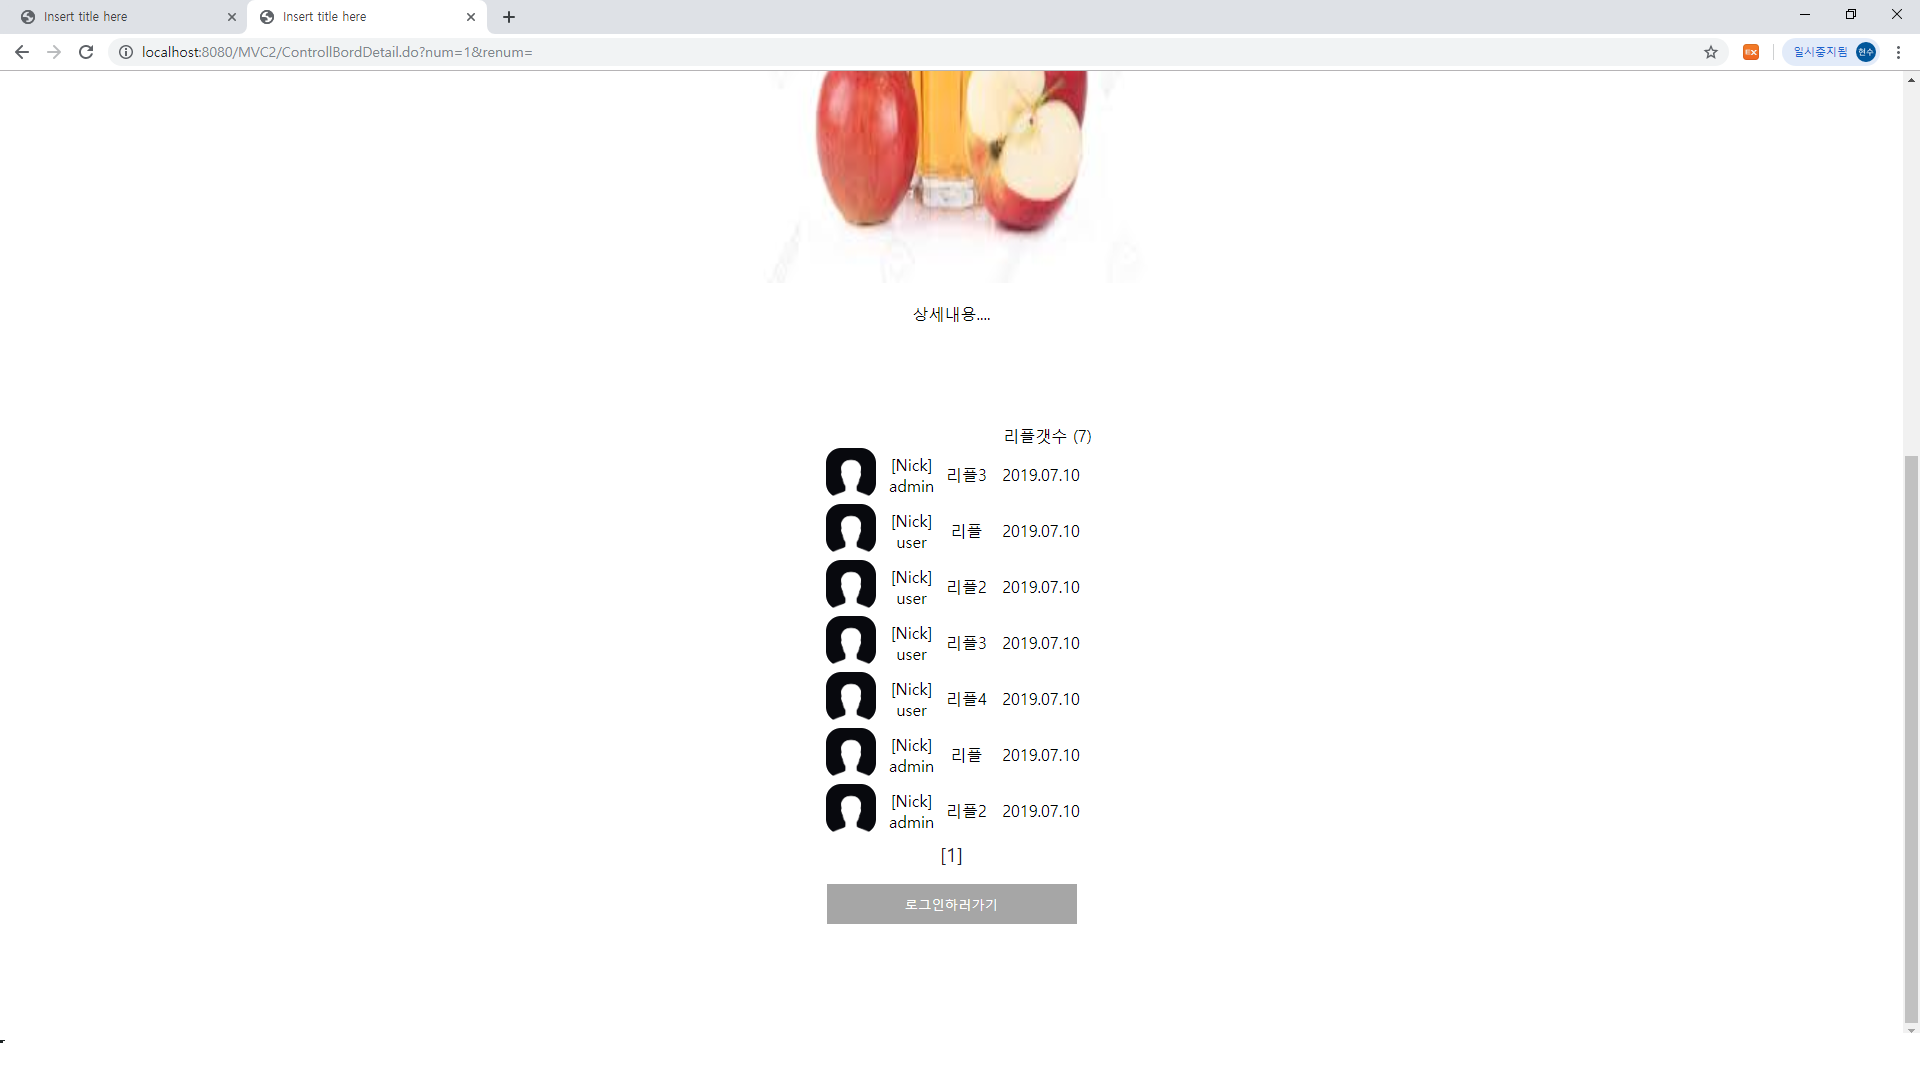 Insert title here
Insert title here
localhost:8080/MVC2/ControllBordDetail.do?num=1&renum=
일시중지됨 현수
상세내용....
리플갯수 (7)
[Nick]
admin 리플3 2019.07.10
[Nick]
user 리플 2019.07.10
[Nick]
user 리플2 2019.07.10
[Nick]
user 리플3 2019.07.10
[Nick]
user 리플4 2019.07.10
[Nick]
admin 리플 2019.07.10
[Nick]
admin 리플2 2019.07.10
[1]
로그인하러가기